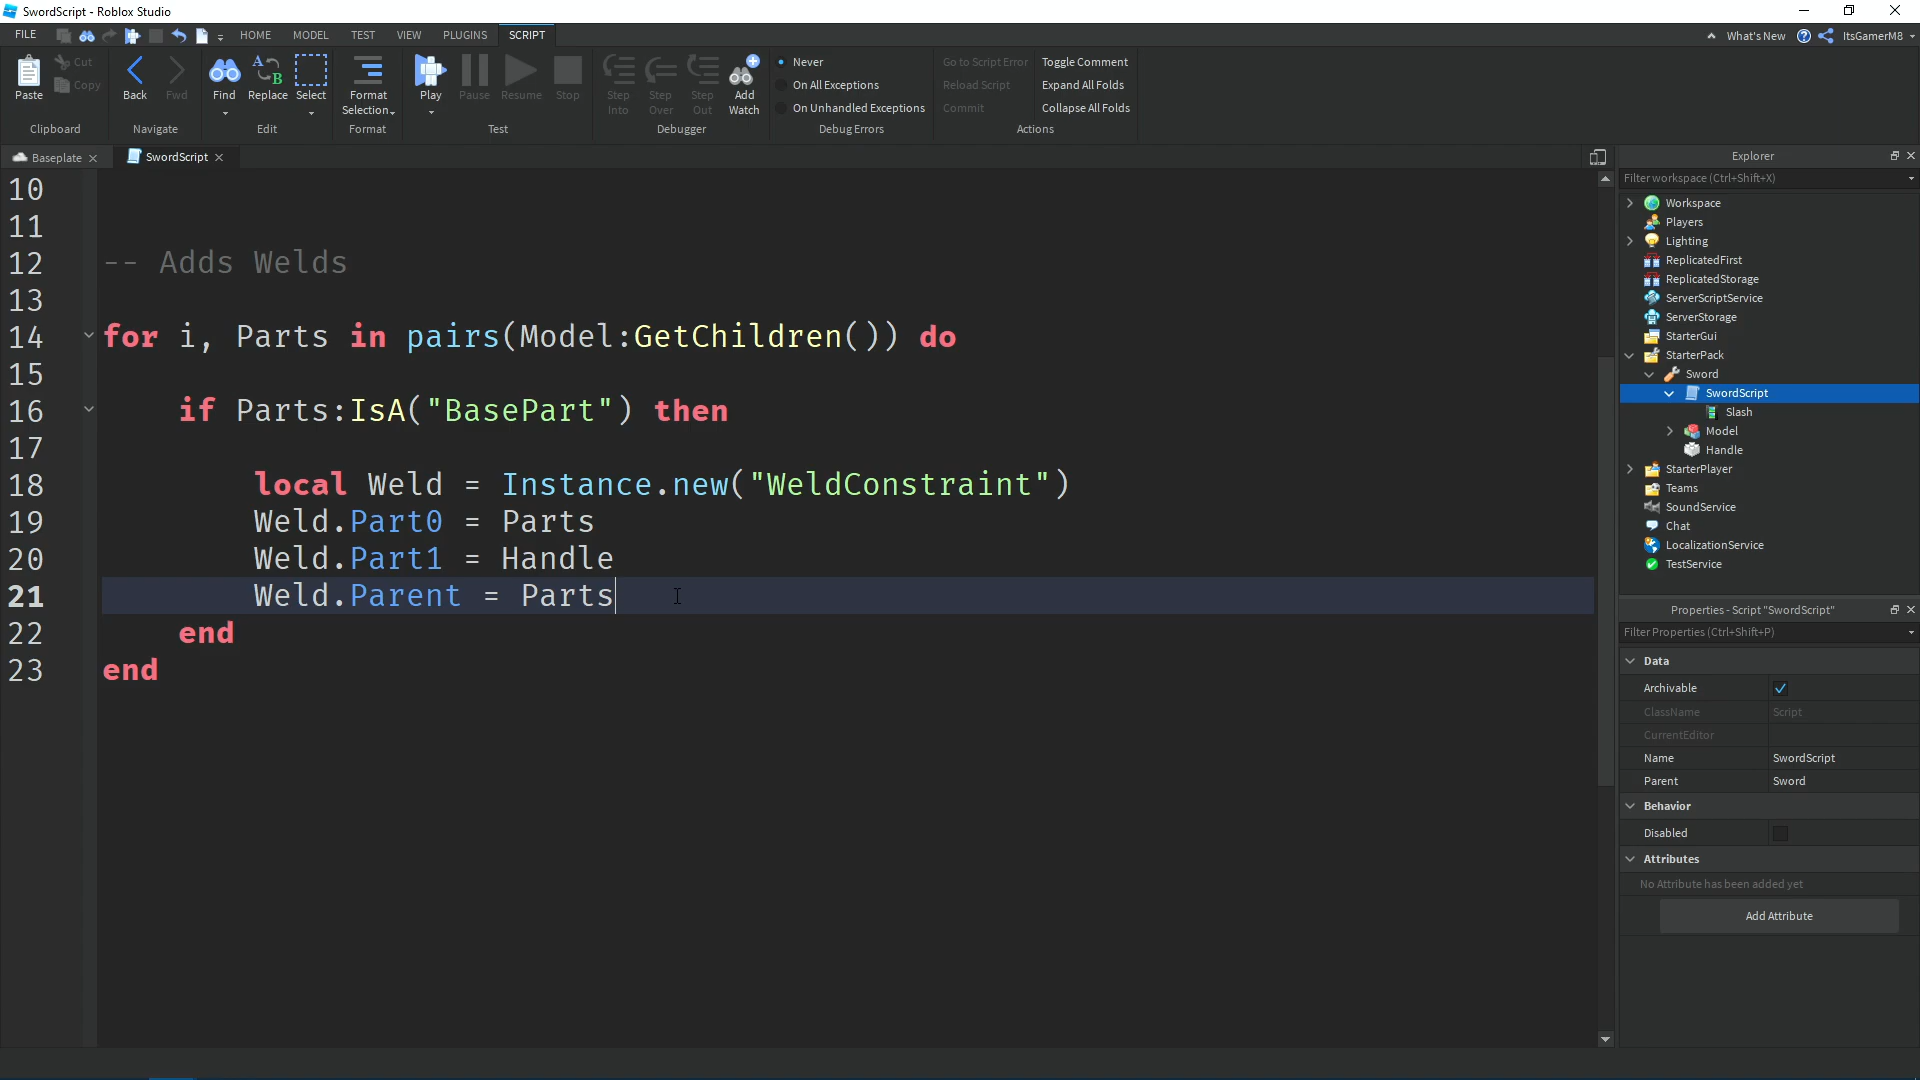 SwordScript - Roblox Studio
FILE HOME MODEL TEST VIEW PLUGINS SCRIPT What's New ItsGamerM8
Paste Cut Copy
Clipboard
Back Fwd
Navigate
Find Replace Select
Edit
Format Selection
Format
Play Pause Resume Stop
Test
Step Into Step Over Step Out Add Watch
Debugger
Never
On All Exceptions
On Unhandled Exceptions
Debug Errors
Go to Script Error Toggle Comment
Reload Script Expand All Folds
Commit Collapse All Folds
Actions
Baseplate SwordScript
10
11
12 -- Adds Welds
13
14 for i, Parts in pairs(Model:GetChildren()) do
15
16 if Parts:IsA("BasePart") then
17
18 local Weld = Instance.new("WeldConstraint")
19 Weld.Part0 = Parts
20 Weld.Part1 = Handle
21 Weld.Parent = Parts
22 end
23 end
Explorer
Filter workspace (Ctrl+Shift+X)
Workspace
Players
Lighting
ReplicatedFirst
ReplicatedStorage
ServerScriptService
ServerStorage
StarterGui
StarterPack
Sword
SwordScript
Slash
Model
Handle
StarterPlayer
Teams
SoundService
Chat
LocalizationService
TestService
Properties - Script "SwordScript"
Filter Properties (Ctrl+Shift+P)
Data
Archivable
ClassName Script
CurrentEditor
Name SwordScript
Parent Sword
Behavior
Disabled
Attributes
No Attribute has been added yet
Add Attribute